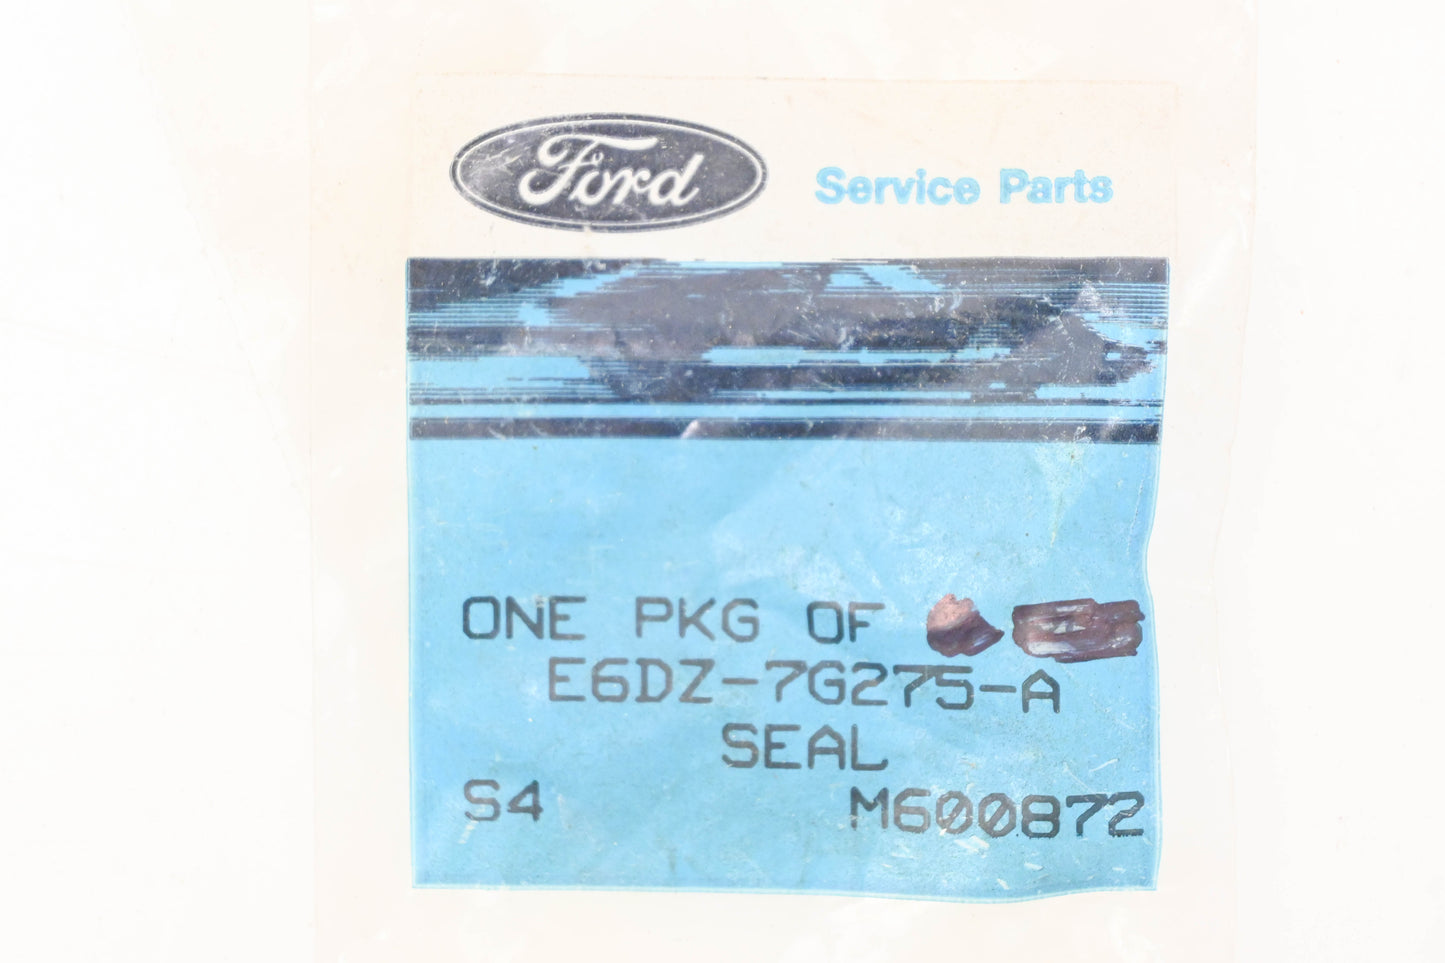 Ford Service Parts
ONE PKG OF
E6DZ-7G275-A
SEAL
S4 M600872